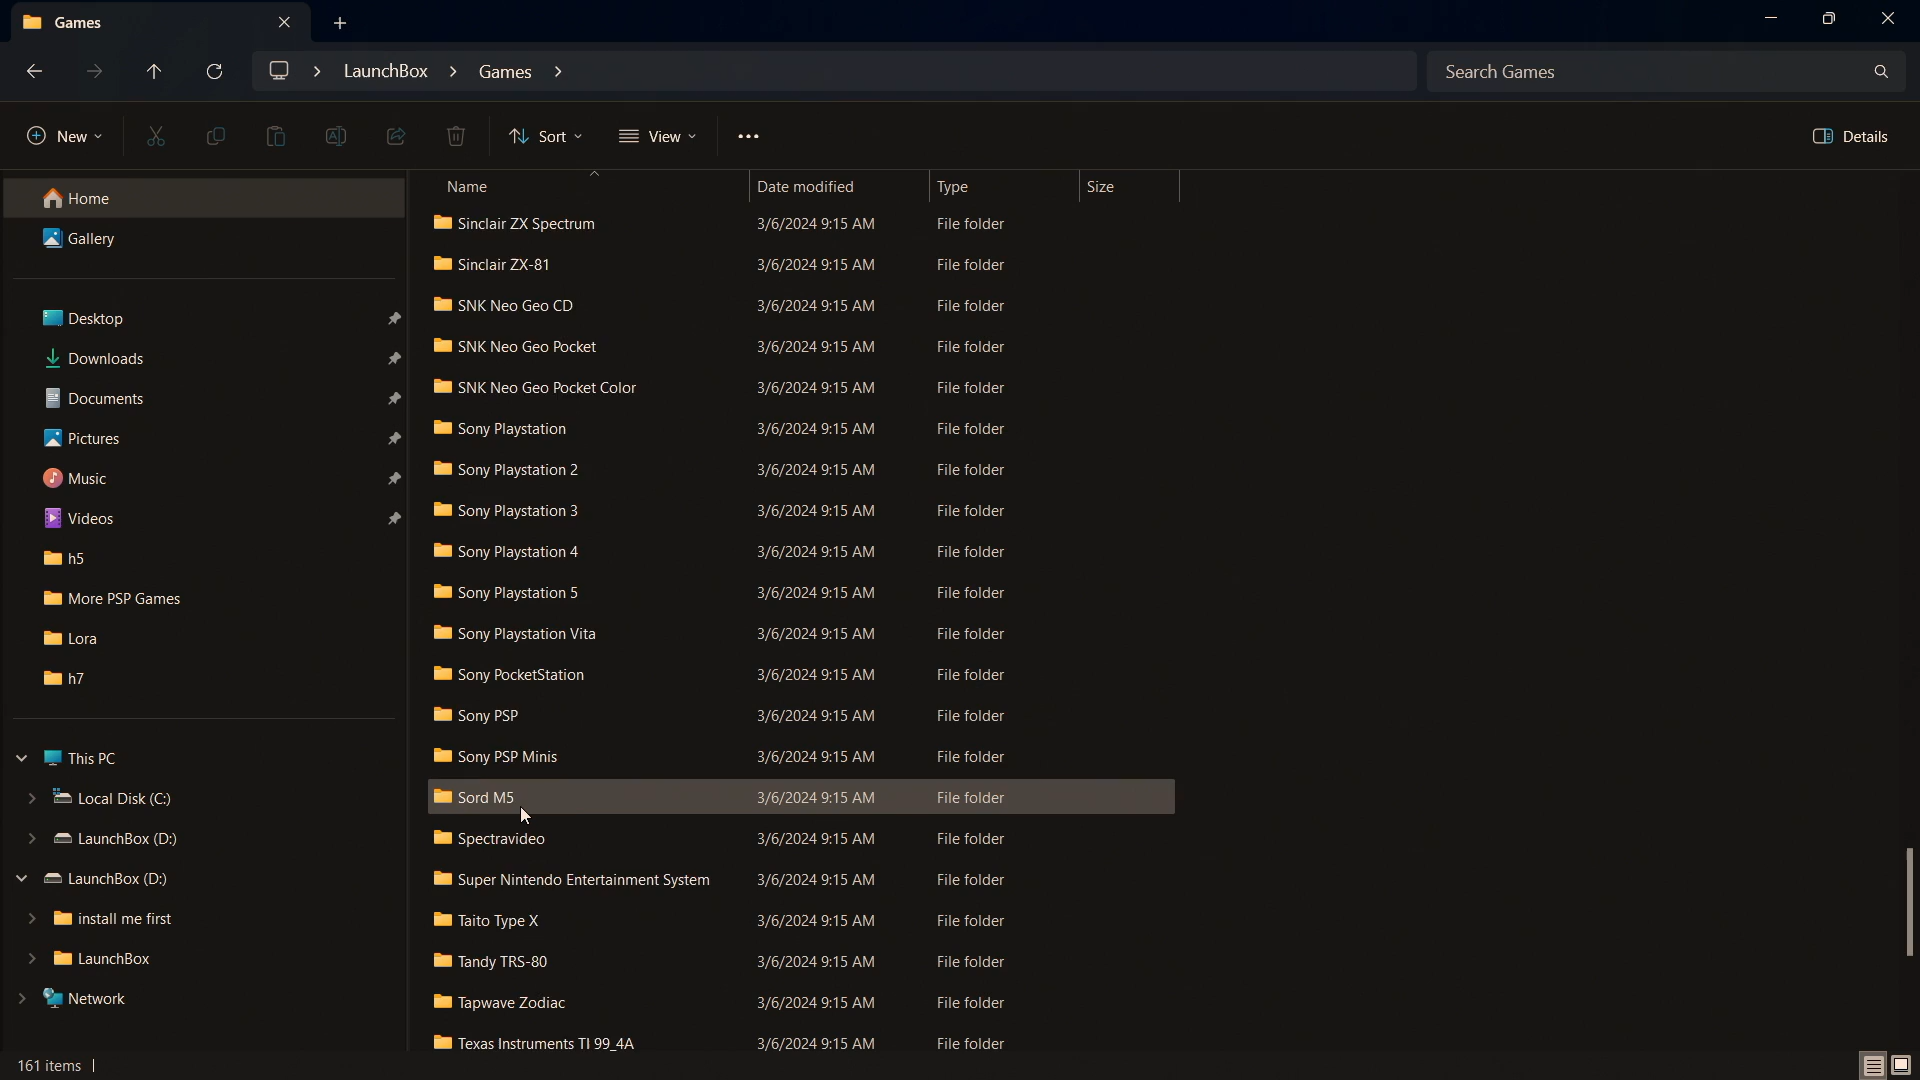 Games
LaunchBox > Games >
Search Games
New
Sort
View
Details
Name Date modified Type Size
Home
Gallery
Desktop
Downloads
Documents
Pictures
Music
Videos
h5
More PSP Games
Lora
h7
This PC
Local Disk (C:)
LaunchBox (D:)
LaunchBox (D:)
install me first
LaunchBox
Network
Sinclair ZX Spectrum 3/6/2024 9:15 AM File folder
Sinclair ZX-81 3/6/2024 9:15 AM File folder
SNK Neo Geo CD 3/6/2024 9:15 AM File folder
SNK Neo Geo Pocket 3/6/2024 9:15 AM File folder
SNK Neo Geo Pocket Color 3/6/2024 9:15 AM File folder
Sony Playstation 3/6/2024 9:15 AM File folder
Sony Playstation 2 3/6/2024 9:15 AM File folder
Sony Playstation 3 3/6/2024 9:15 AM File folder
Sony Playstation 4 3/6/2024 9:15 AM File folder
Sony Playstation 5 3/6/2024 9:15 AM File folder
Sony Playstation Vita 3/6/2024 9:15 AM File folder
Sony PocketStation 3/6/2024 9:15 AM File folder
Sony PSP 3/6/2024 9:15 AM File folder
Sony PSP Minis 3/6/2024 9:15 AM File folder
Sord M5 3/6/2024 9:15 AM File folder
Spectravideo 3/6/2024 9:15 AM File folder
Super Nintendo Entertainment System 3/6/2024 9:15 AM File folder
Taito Type X 3/6/2024 9:15 AM File folder
Tandy TRS-80 3/6/2024 9:15 AM File folder
Tapwave Zodiac 3/6/2024 9:15 AM File folder
Texas Instruments TI 99_4A 3/6/2024 9:15 AM File folder
161 items